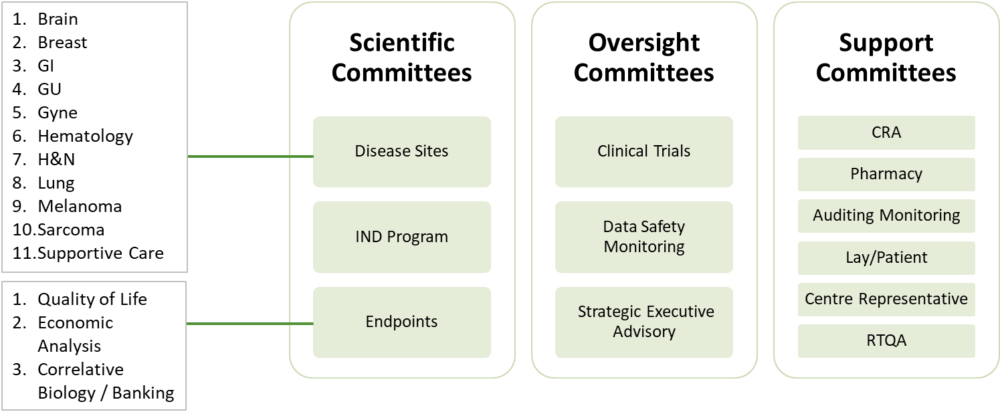 1. Brain
2. Breast
3. GI
4. GU
5. Gyne
6. Hematology
7. H&N
8. Lung
9. Melanoma
10.Sarcoma
11.Supportive Care
1. Quality of Life
2. Economic
Analysis
3. Correlative
Biology / Banking
Scientific
Committees
Disease Sites
IND Program
Endpoints
Oversight
Committees
Clinical Trials
Data Safety
Monitoring
Strategic Executive
Advisory
Support
Committees
CRA
Pharmacy
Auditing Monitoring
Lay/Patient
Centre Representative
RTQA